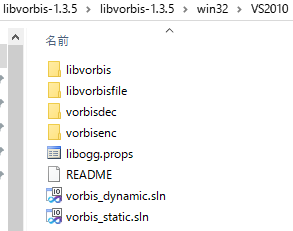 libvorbis-1.3.5 › libvorbis-1.3.5 › win32 › VS2010
名前
libvorbis
libvorbisfile
vorbisdec
vorbisenc
libogg.props
README
vorbis_dynamic.sln
vorbis_static.sln